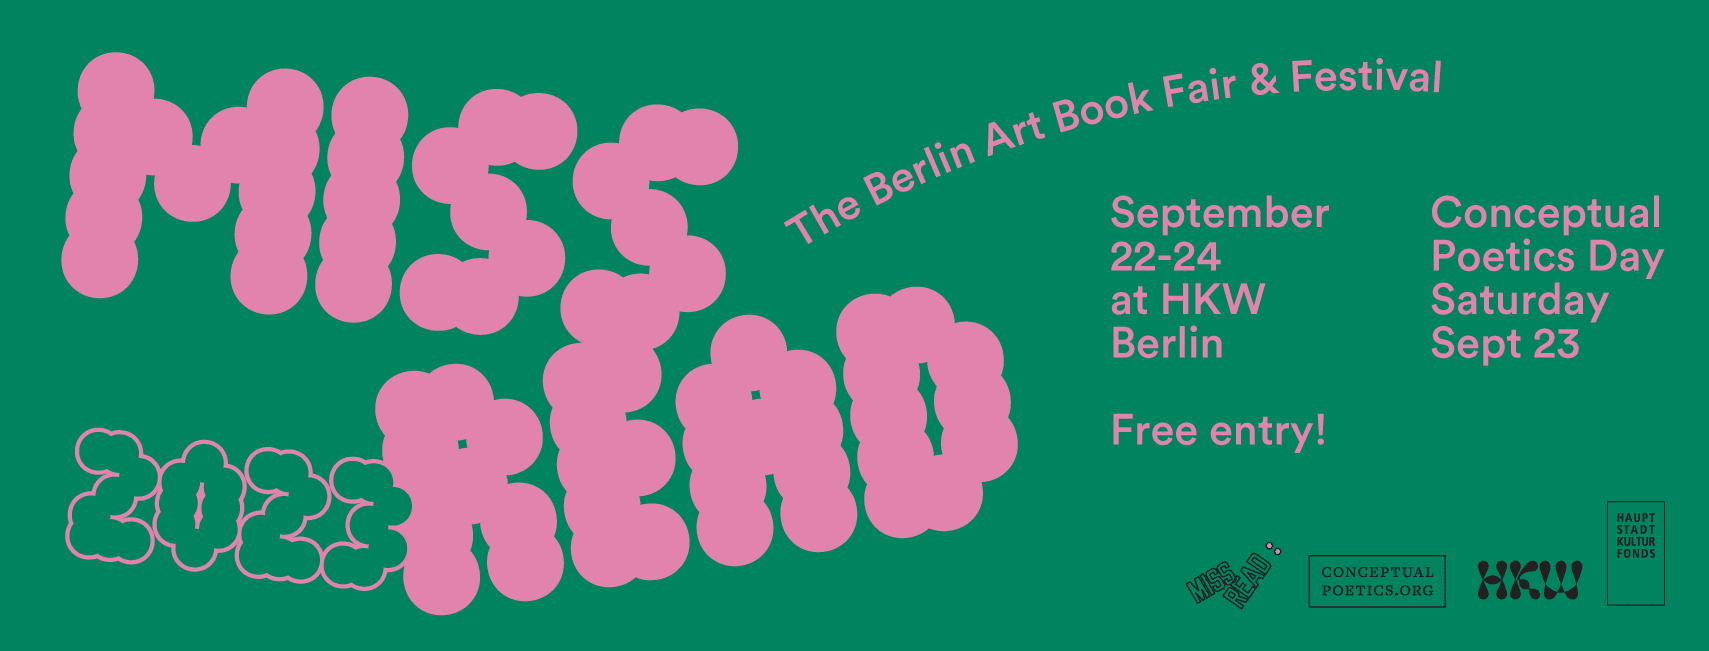 MISS
READ
2023
The Berlin Art Book Fair & Festival
September
22-24
at HKW
Berlin
Free entry!
Conceptual
Poetics Day
Saturday
Sept 23
MISS
READ
CONCEPTUAL
POETICS.ORG
HKW
HAUPT
STADT
KULTUR
FONDS